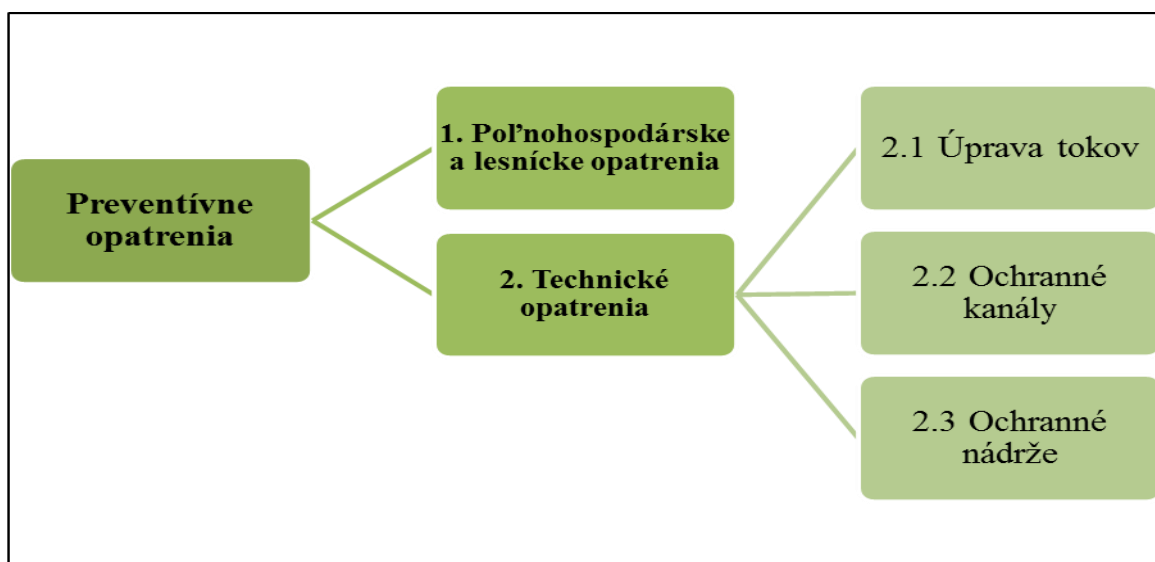 Preventívne
opatrenia
1. Poľnohospodárske
a lesnícke opatrenia
2. Technické
opatrenia
2.1 Úprava tokov
2.2 Ochranné
kanály
2.3 Ochranné
nádrže